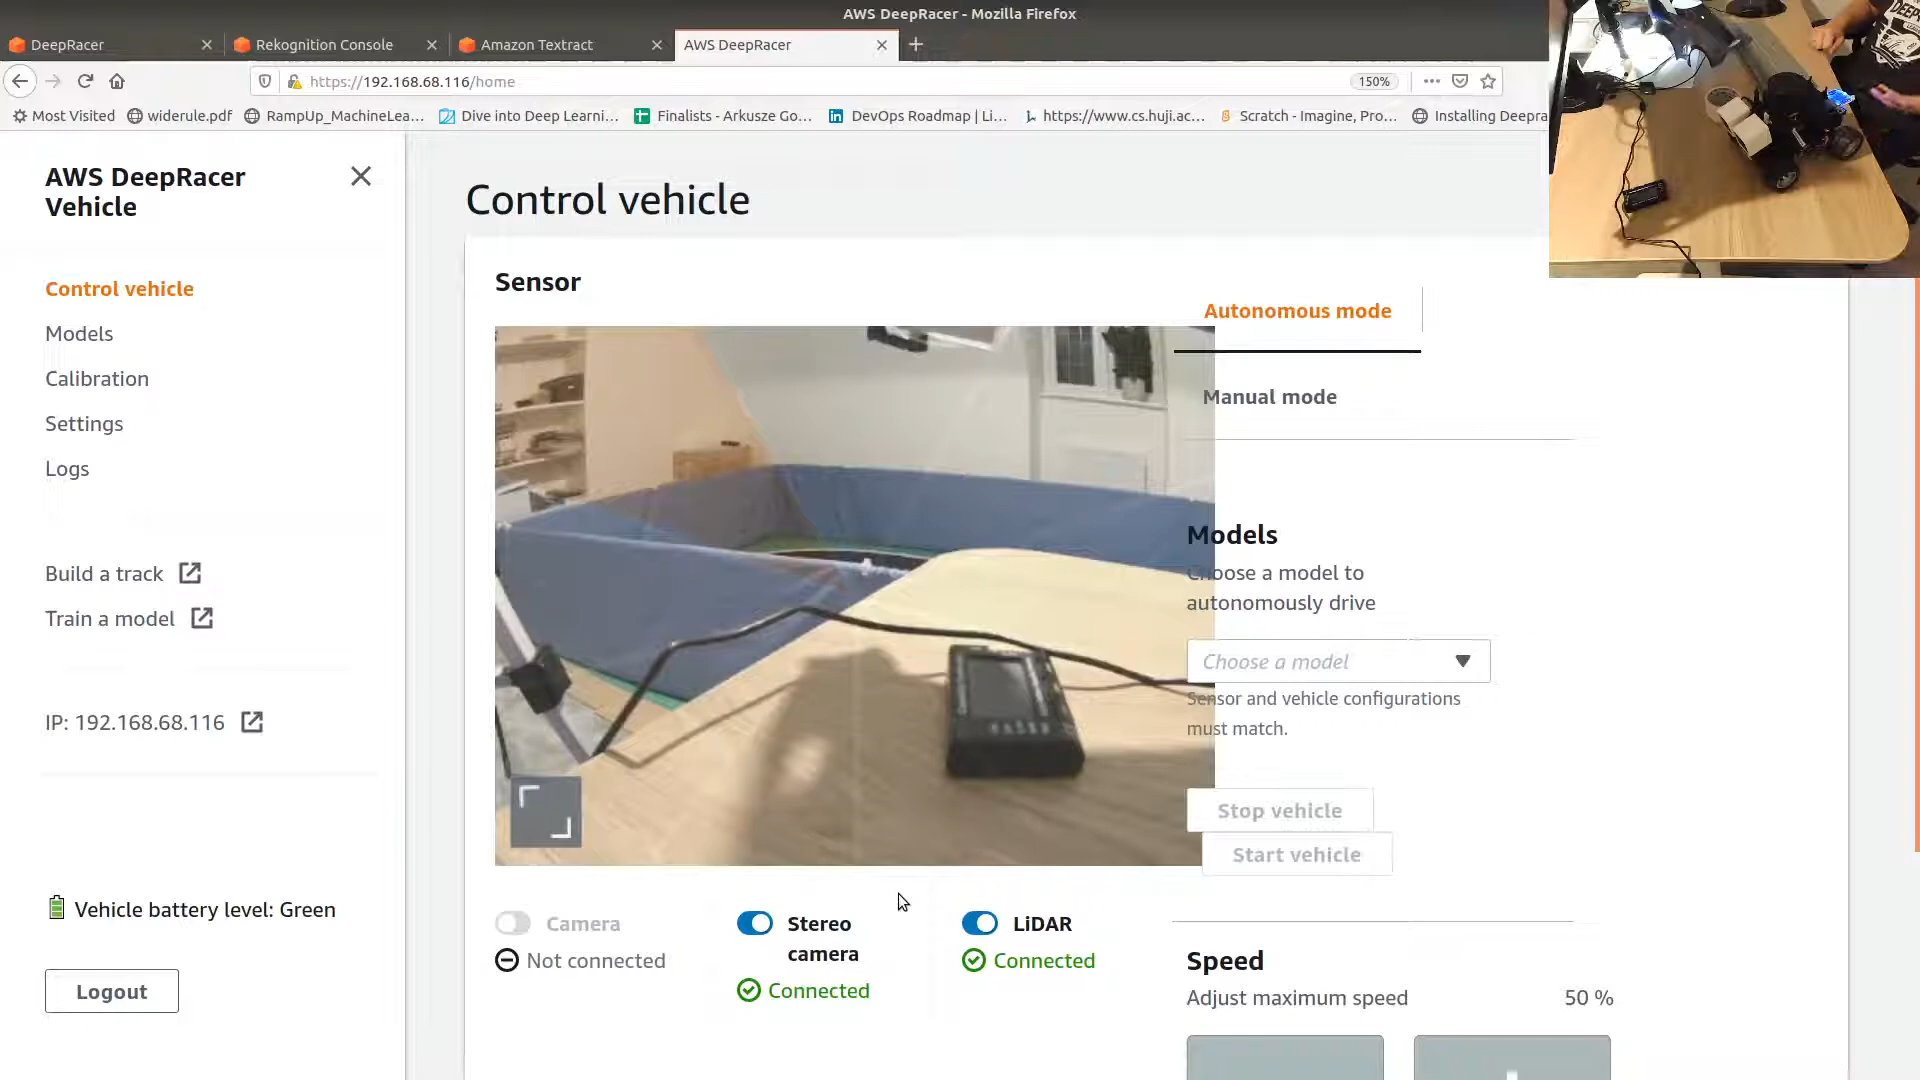 AWS DeepRacer - Mozilla Firefox
DeepRacer
Rekognition Console
Amazon Textract
AWS DeepRacer
https://192.168.68.116/home
150%
Most Visited
widerule.pdf
RampUp_MachineLea...
Dive into Deep Learni...
Finalists - Arkusze Go...
DevOps Roadmap | Li...
https://www.cs.huji.ac...
Scratch - Imagine, Pro...
Installing Deepra
AWS DeepRacer
Vehicle
Control vehicle
Models
Calibration
Settings
Logs
Build a track
Train a model
IP: 192.168.68.116
Vehicle battery level: Green
Logout
Control vehicle
Sensor
Camera
Not connected
Stereo
camera
Connected
LiDAR
Connected
Autonomous mode
Manual mode
Models
Choose a model to
autonomously drive
Choose a model
Sensor and vehicle configurations
must match.
Stop vehicle
Start vehicle
Speed
Adjust maximum speed
50 %